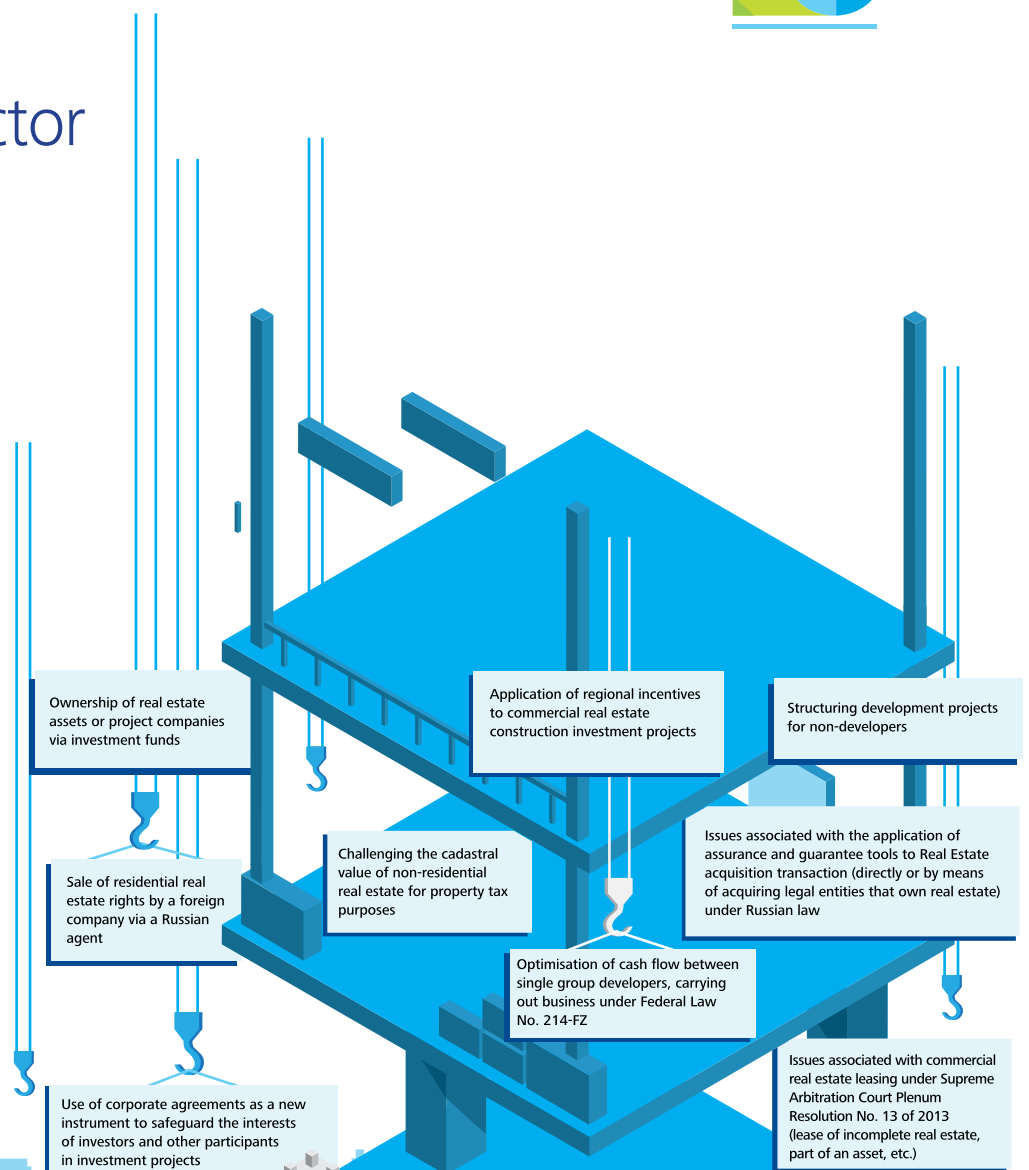 ctor
Ownership of real estate
assets or project companies
via investment funds
Application of regional incentives
to commercial real estate
construction investment projects
Structuring development projects
for non-developers
Challenging the cadastral
value of non-residential
real estate for property tax
purposes
Issues associated with the application of
assurance and guarantee tools to Real Estate
acquisition transaction (directly or by means
of acquiring legal entities that own real estate)
under Russian law
Sale of residential real
estate rights by a foreign
company via a Russian
agent
Optimisation of cash flow between
single group developers, carrying
out business under Federal Law
No. 214-FZ
Issues associated with commercial
real estate leasing under Supreme
Arbitration Court Plenum
Resolution No. 13 of 2013
(lease of incomplete real estate,
part of an asset, etc.)
Use of corporate agreements as a new
instrument to safeguard the interests
of investors and other participants
in investment projects